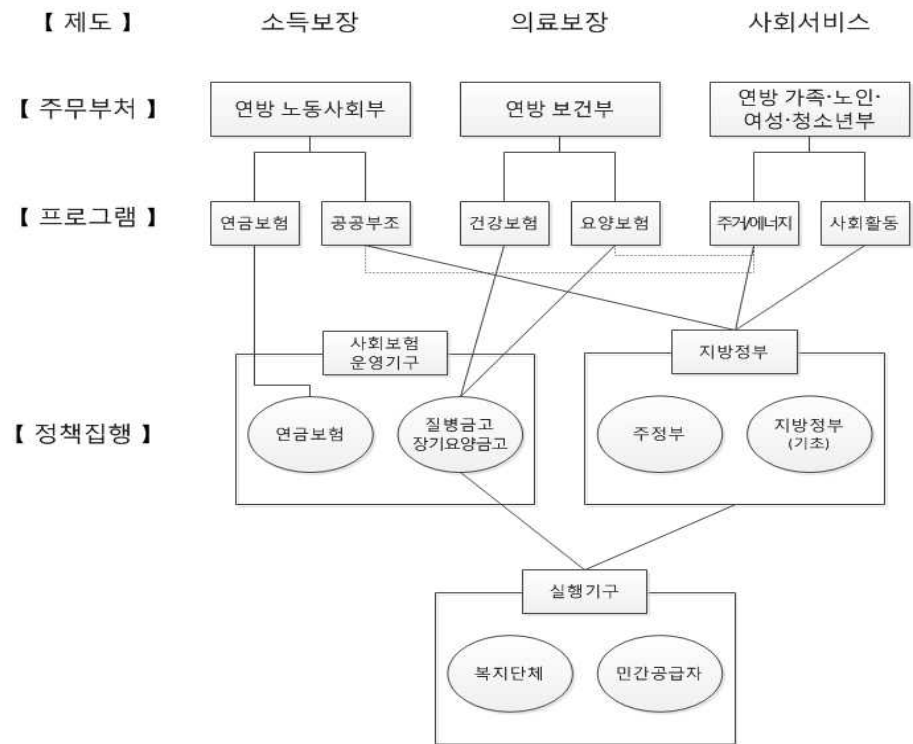 【 제도 】 소득보장 의료보장 사회서비스
【 주무부처 】 연방 노동사회부 연방 보건부 연방 가족·노인·
여성·청소년부
【 프로그램 】 연금보험 공공부조 건강보험 요양보험 주거/에너지 사회활동
사회보험
운영기구
지방정부
【 정책집행 】 연금보험 질병금고
장기요양금고
주정부 지방정부
(기초)
실행기구
복지단체 민간공급자